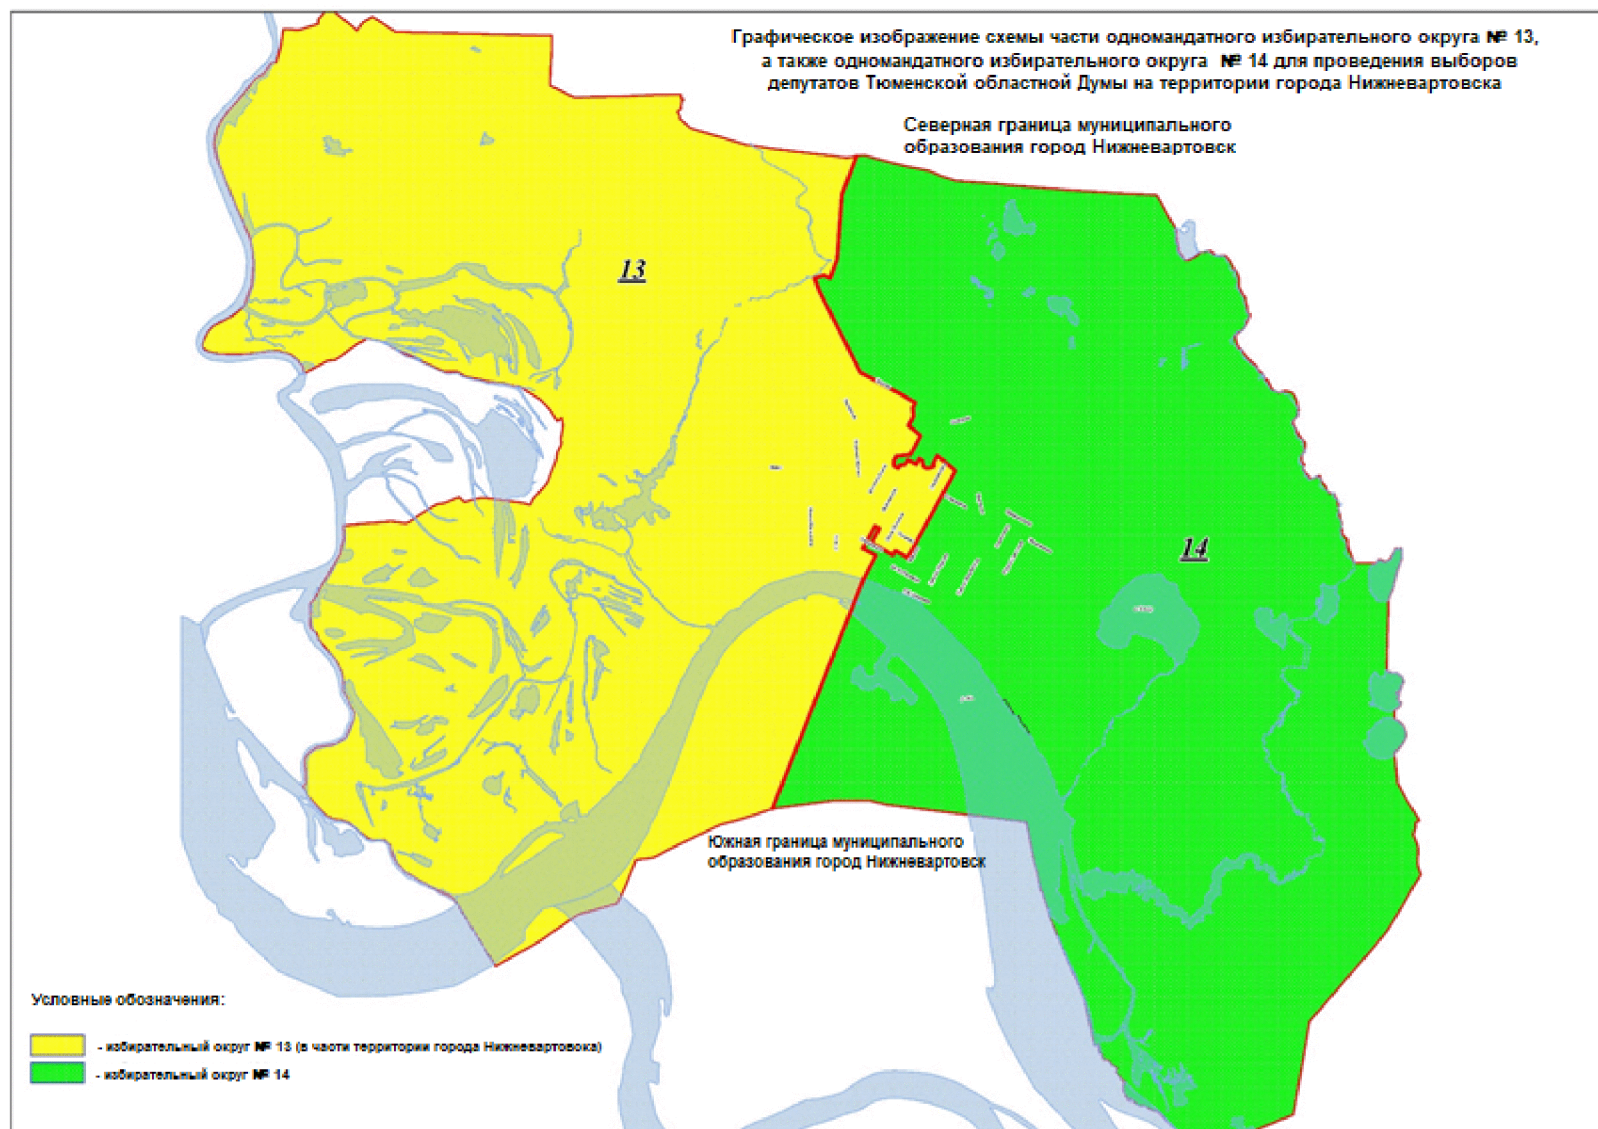 Графическое изображение схемы части одномандатного избирательного округа № 13,
а также одномандатного избирательного округа № 14 для проведения выборов
депутатов Тюменской областной Думы на территории города Нижневартовска
Северная граница муниципального
образования город Нижневартовск
13
14
Южная граница муниципального
образования город Нижневартовск
Условные обозначения:
- избирательный округ № 13 (в части территории города Нижневартовска)
- избирательный округ № 14